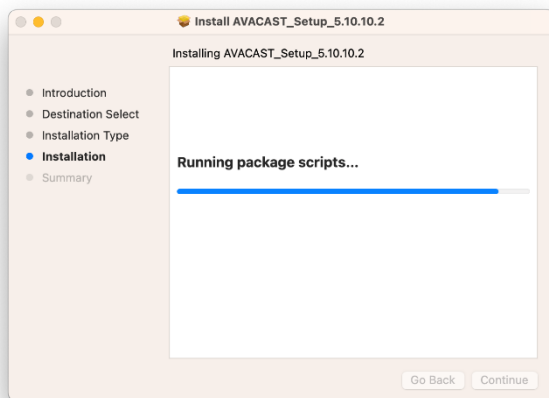 Install AVACAST_Setup_5.10.10.2
Installing AVACAST_Setup_5.10.10.2
Introduction
Destination Select
Installation Type
Installation
Summary
Running package scripts...
Go Back
Continue